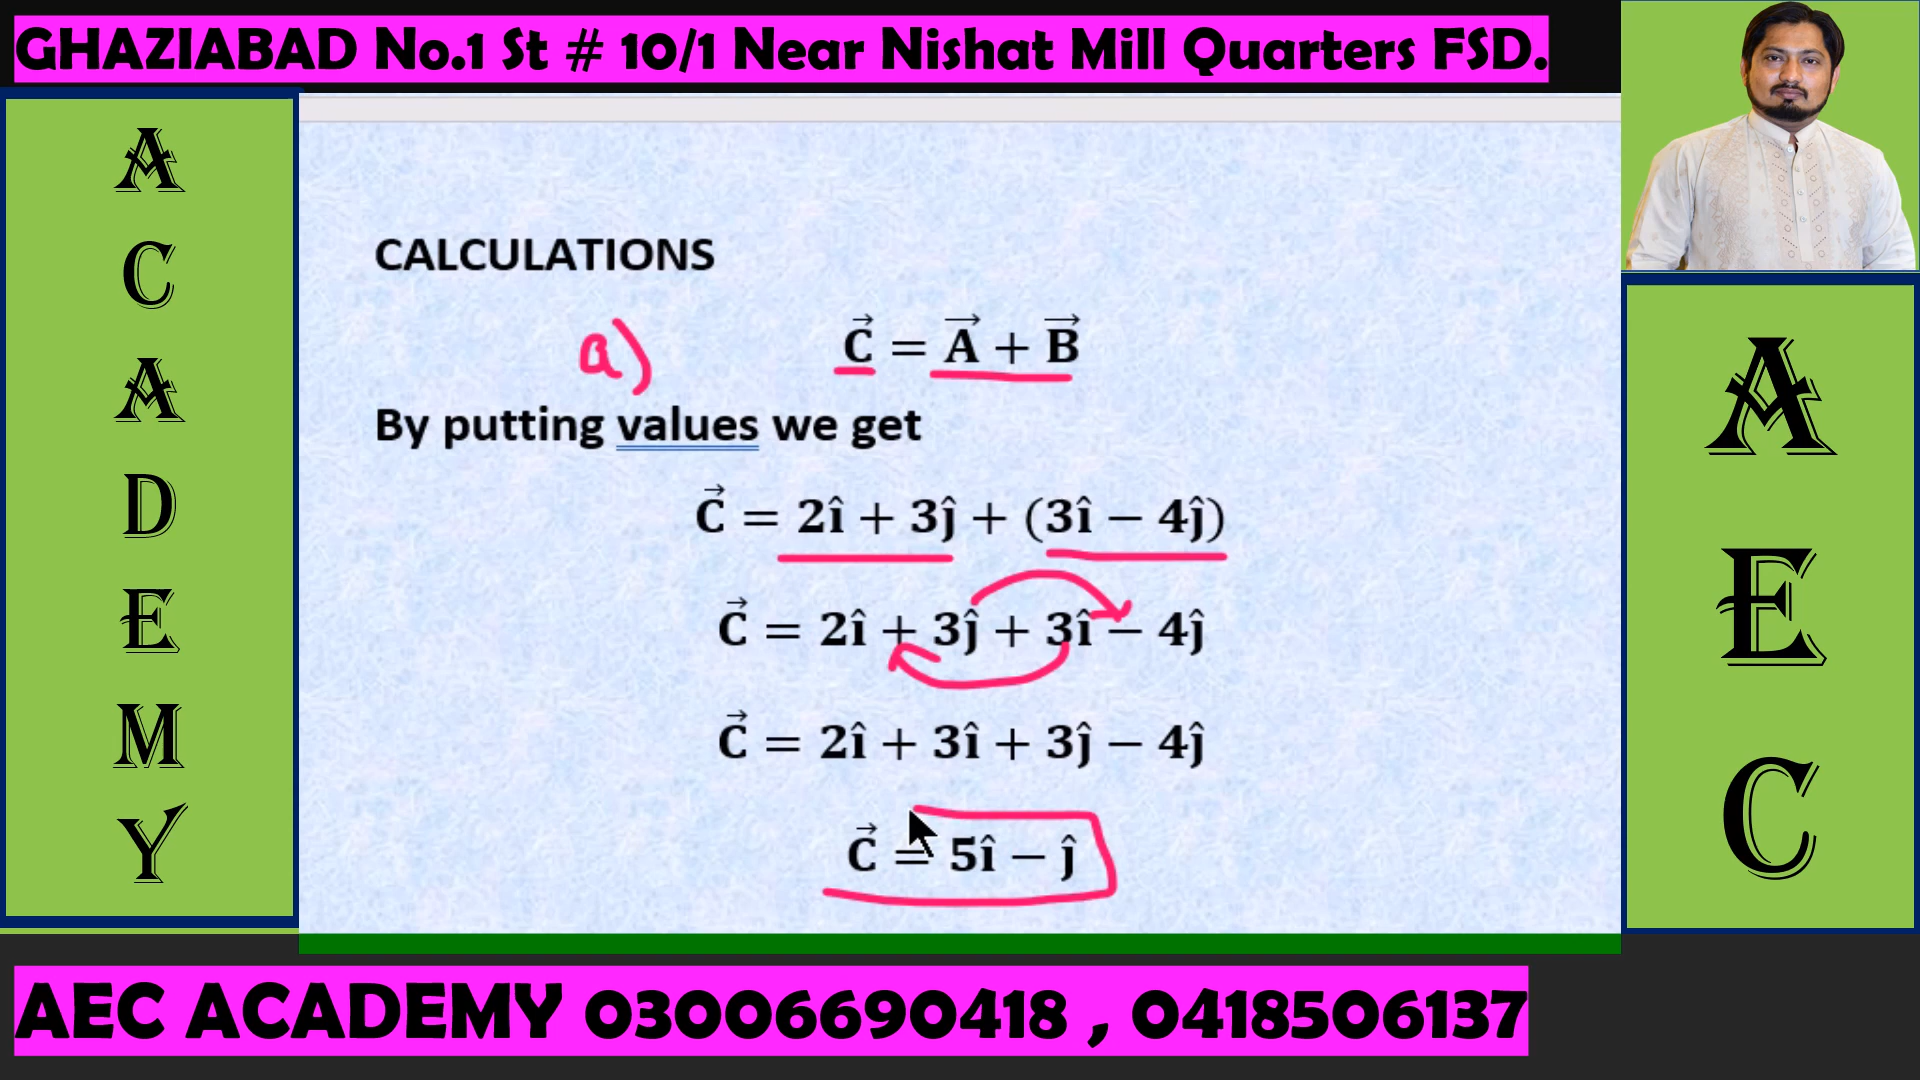 GHAZIABAD No.1 St # 10/1 Near Nishat Mill Quarters FSD.
A
C
A
D
E
M
Y
CALCULATIONS
a) C⃗ = A⃗ + B⃗
By putting values we get
C⃗ = 2î + 3ĵ + (3î − 4ĵ)
C⃗ = 2î + 3ĵ + 3î − 4ĵ
C⃗ = 2î + 3î + 3ĵ − 4ĵ
C⃗ = 5î − ĵ
A
E
C
AEC ACADEMY 03006690418 , 0418506137